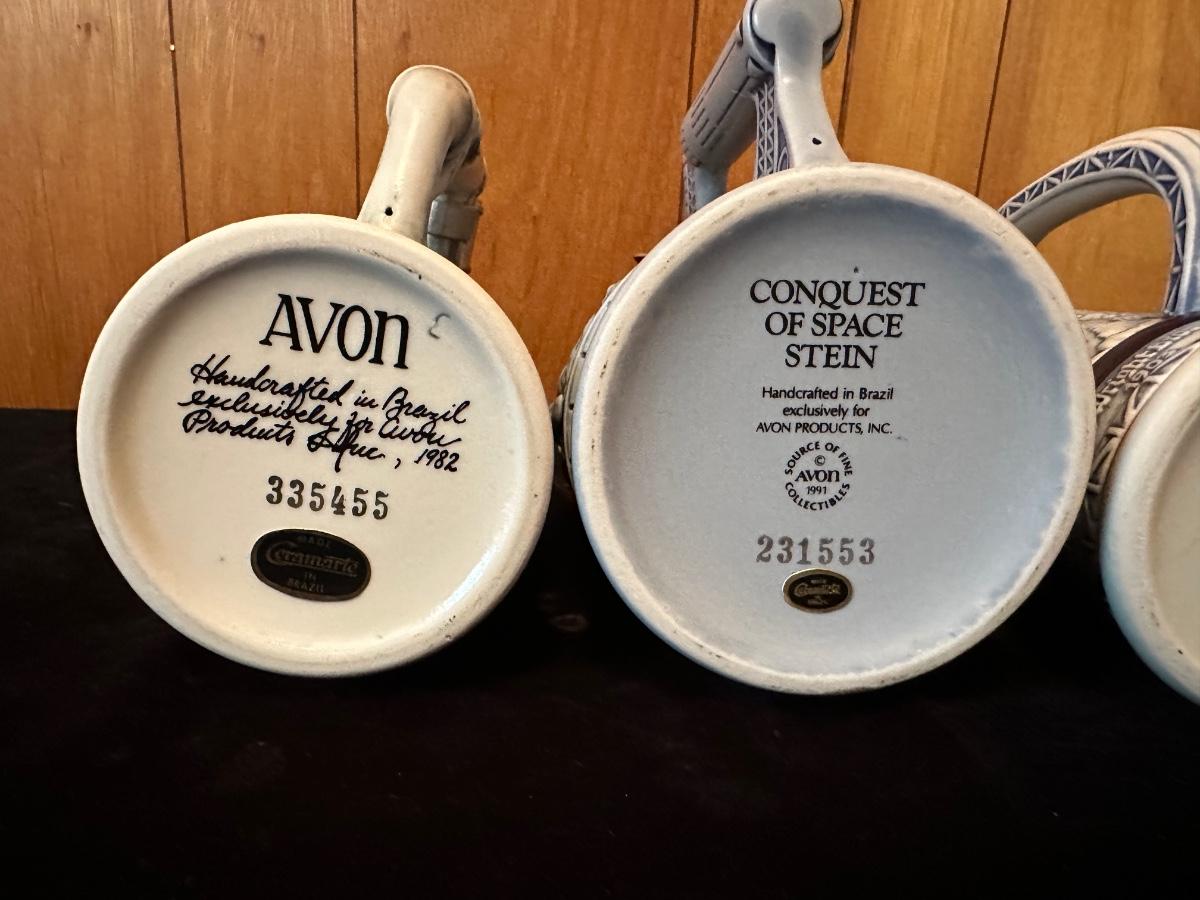 AVON
Handcrafted in Brazil
exclusively for Avon
Products Inc, 1982
335455
MADE
Ceramarte
IN
BRAZIL
CONQUEST
OF SPACE
STEIN
Handcrafted in Brazil
exclusively for
AVON PRODUCTS, INC.
SOURCE OF FINE
©
AVON
1991
COLLECTIBLES
231553
Ceramarte